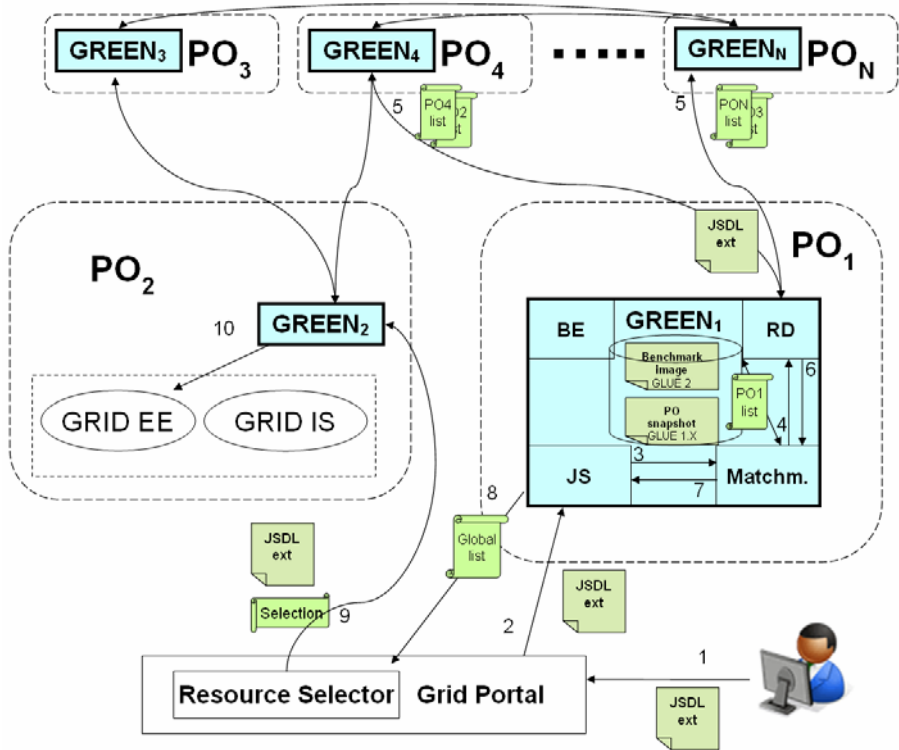 GREEN3 PO3
GREEN4 PO4
GREENN PON
5
PO4
list
5
PON
list
JSDL
ext
PO1
PO2
10
GREEN2
GRID EE
GRID IS
BE
GREEN1
RD
Benchmark
image
GLUE 2
PO
snapshot
GLUE 1.X
PO1
list
6
4
3
7
JS
Matchm.
8
Global
list
JSDL
ext
Selection
9
2
JSDL
ext
1
Resource Selector
Grid Portal
JSDL
ext